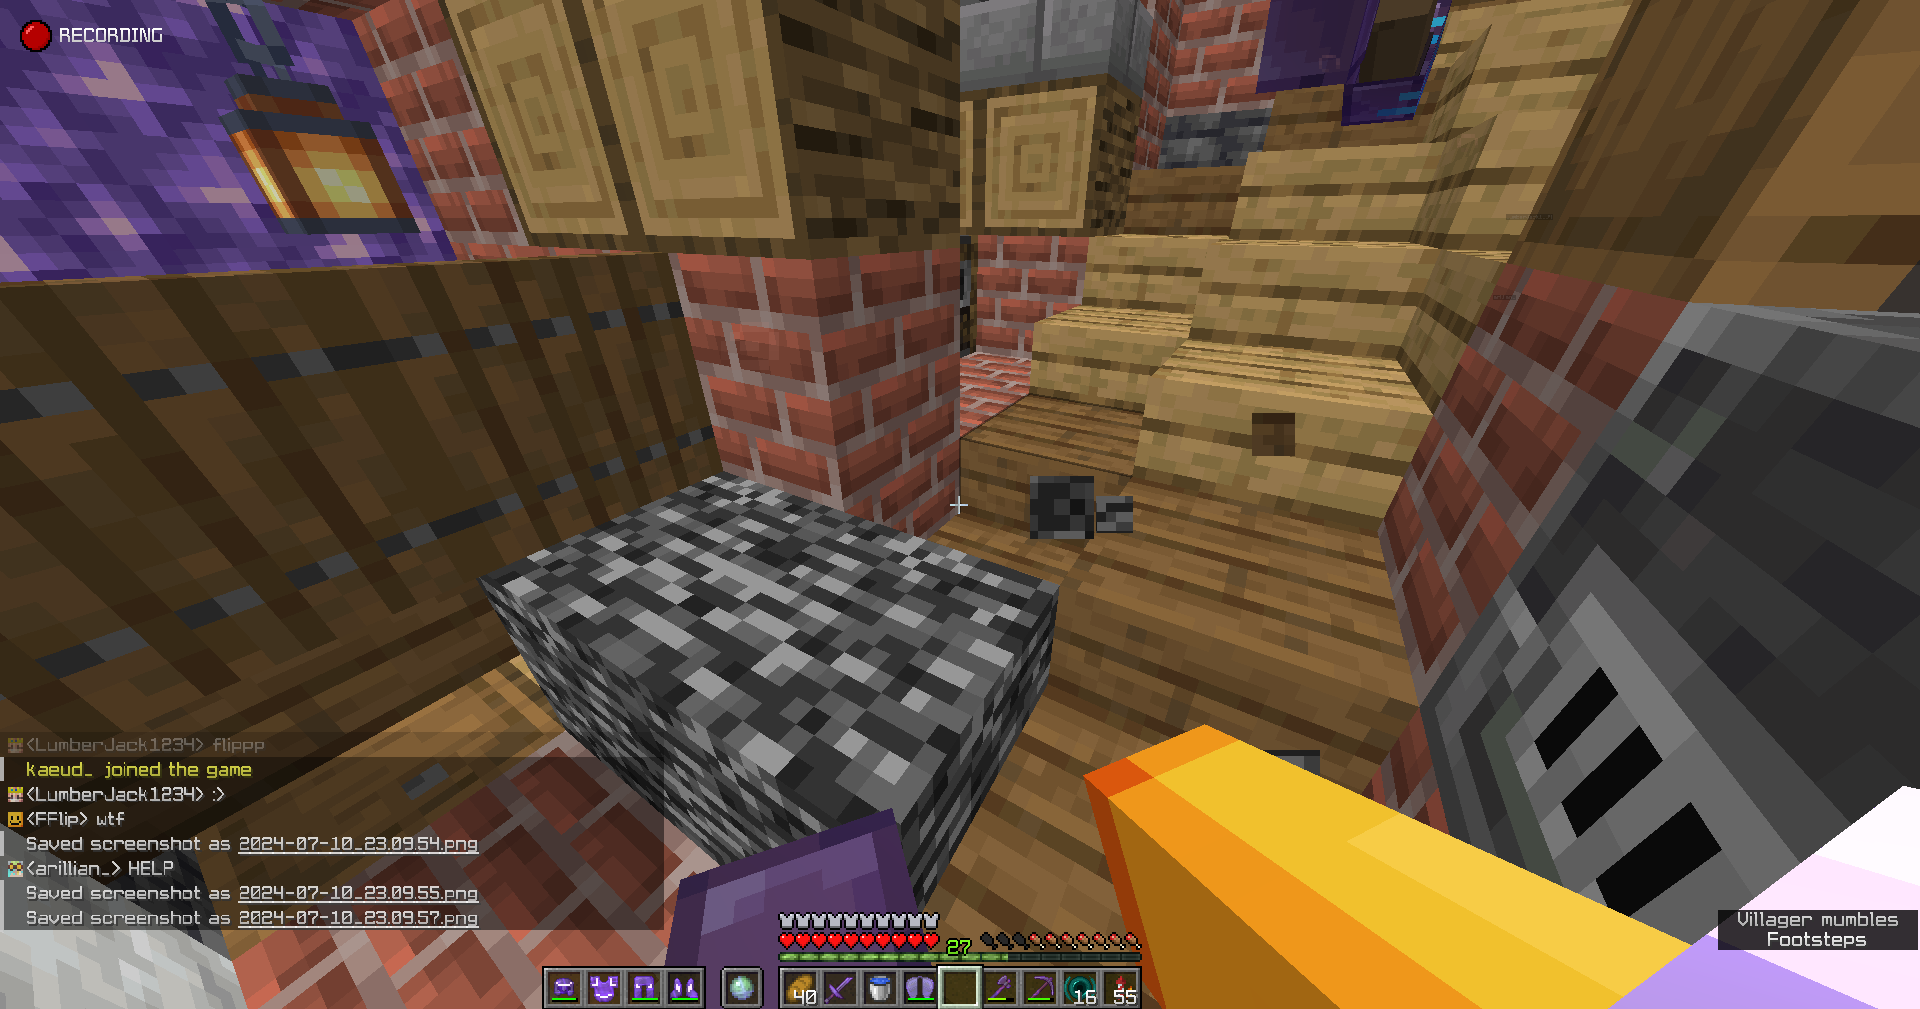 RECORDING
<LumberJack1234> flippp
kaeud_ joined the game
<LumberJack1234> :>
<FFlip> wtf
Saved screenshot as 2024-07-10_23.09.54.png
<arillian_> HELP
Saved screenshot as 2024-07-10_23.09.55.png
Saved screenshot as 2024-07-10_23.09.57.png
Villager mumbles
Footsteps
27
40
16
55